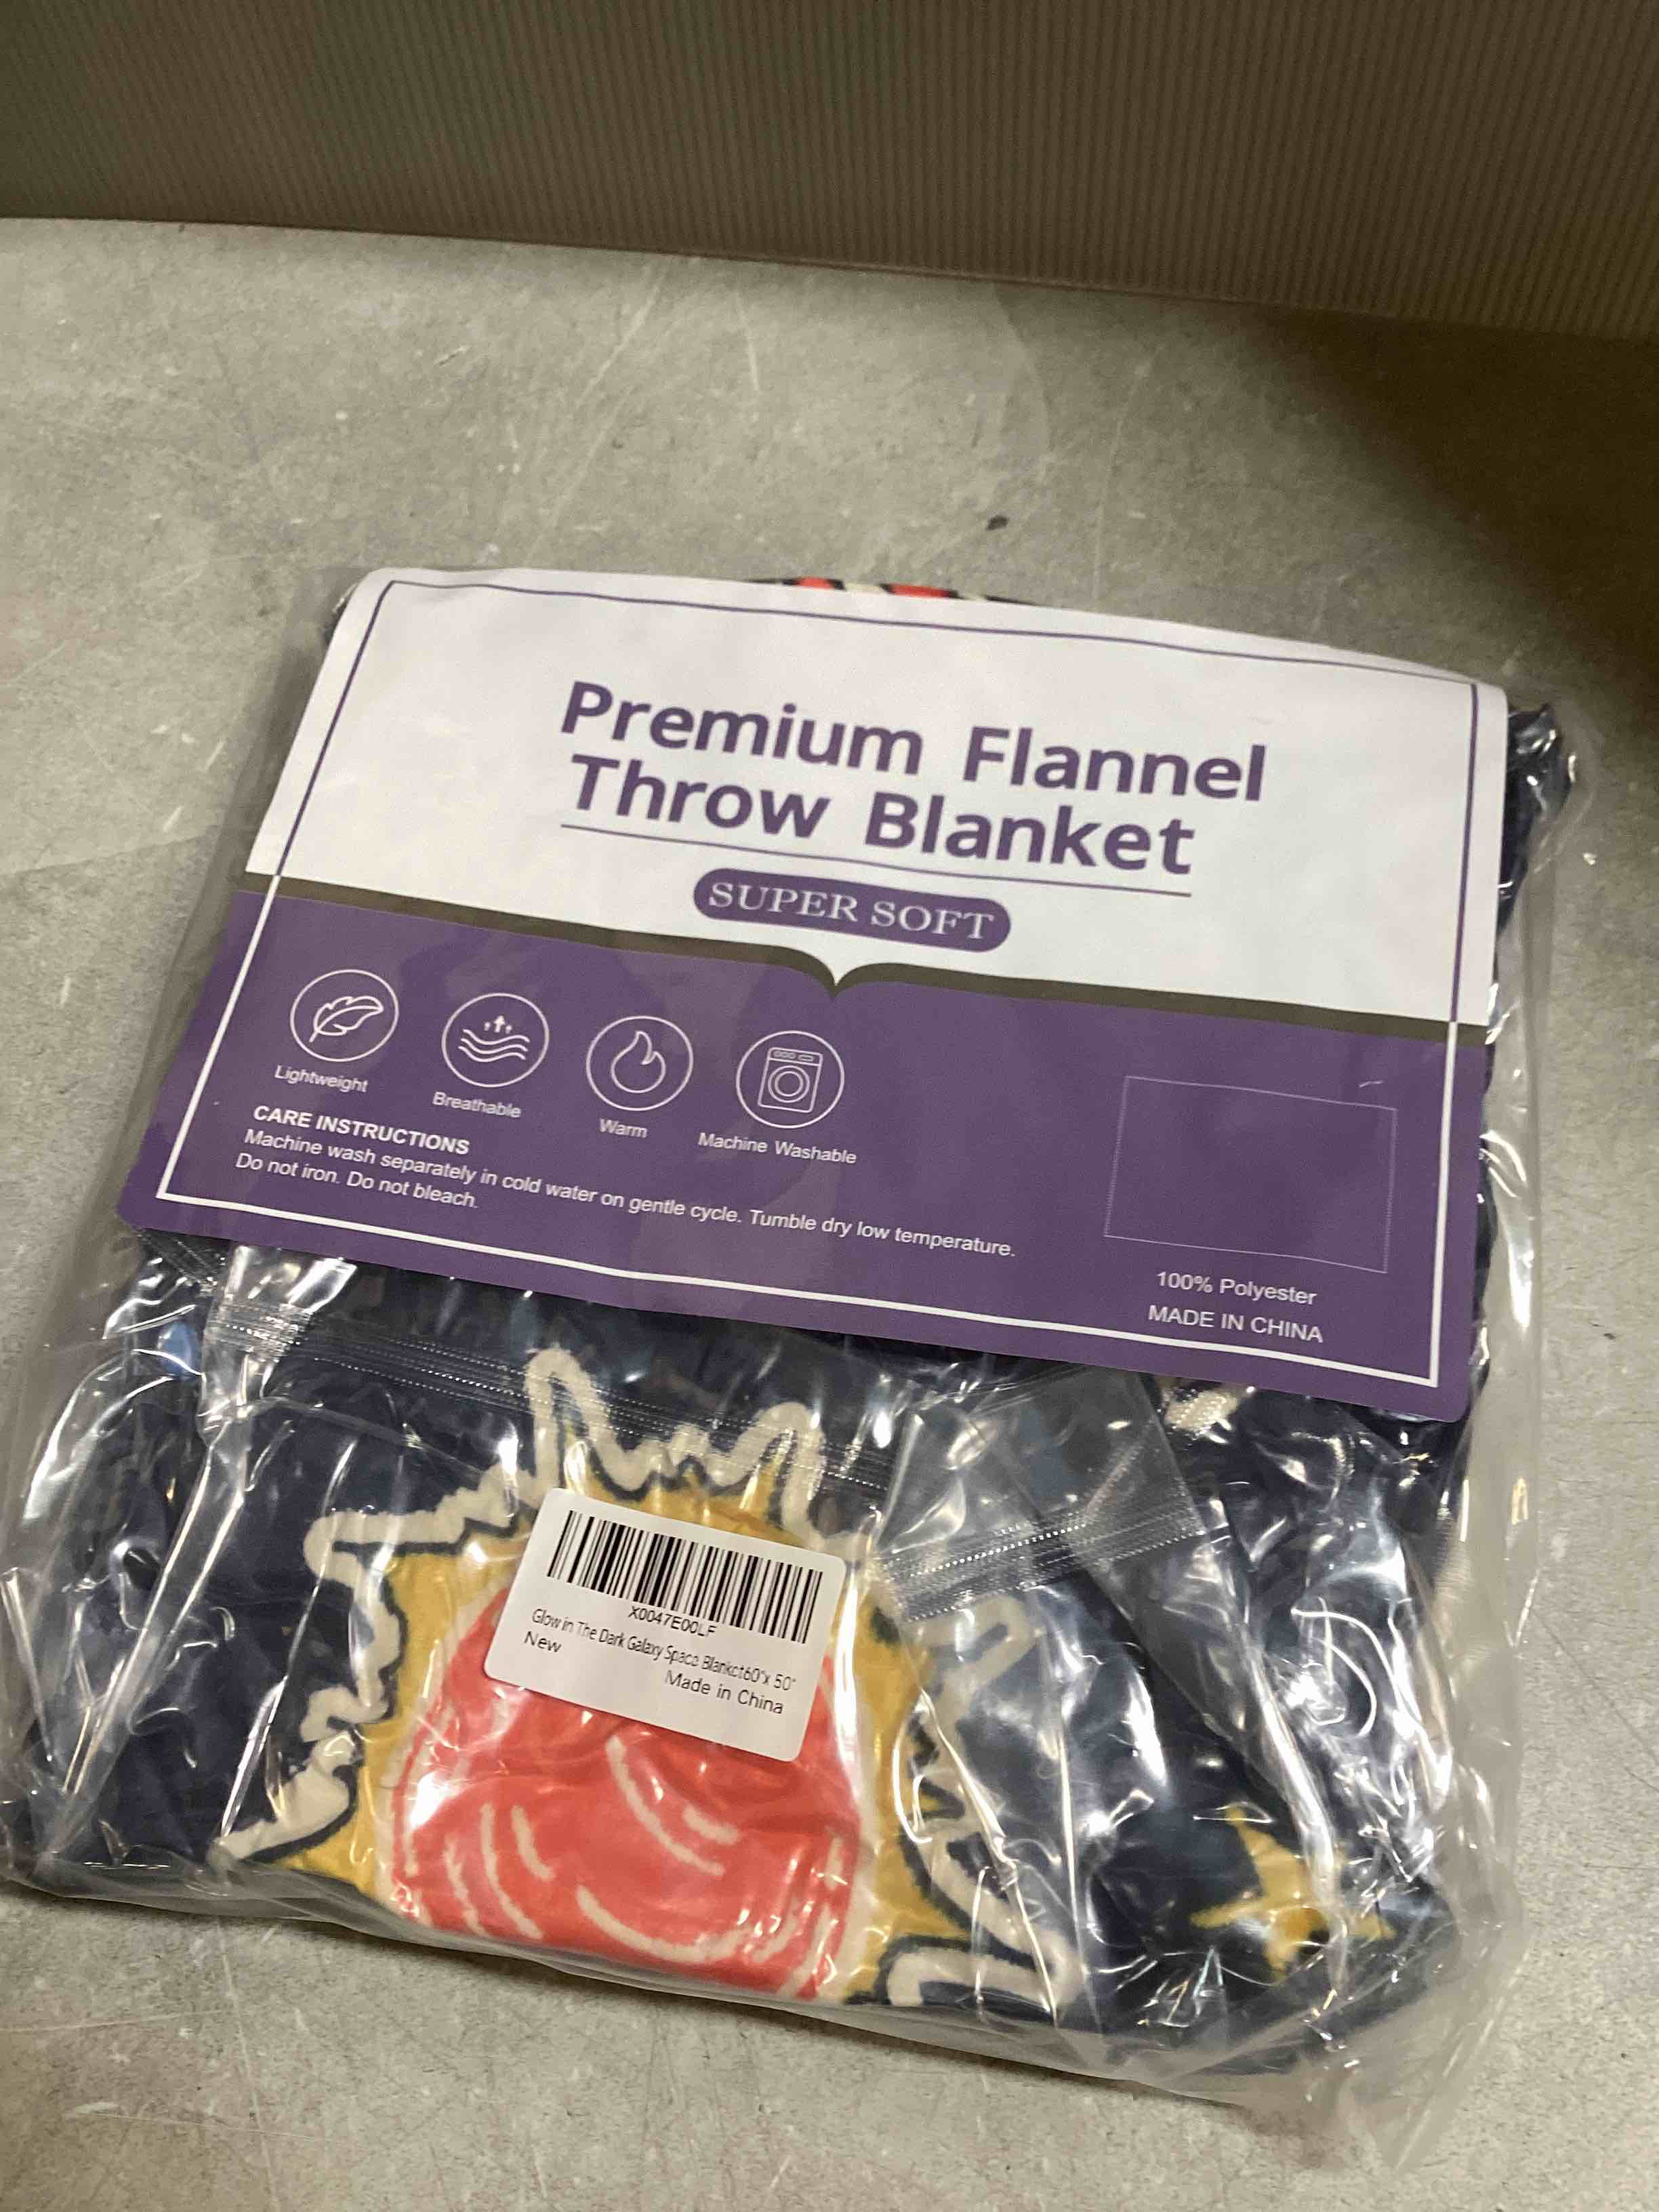 Premium Flannel
Throw Blanket
SUPER SOFT
Lightweight
Breathable
Warm
Machine Washable
CARE INSTRUCTIONS
Machine wash separately in cold water on gentle cycle. Tumble dry low temperature.
Do not iron. Do not bleach.
100% Polyester
MADE IN CHINA
X0047E00LF
Glow in The Dark Galaxy Space Blanket60"x 50"
New
Made in China